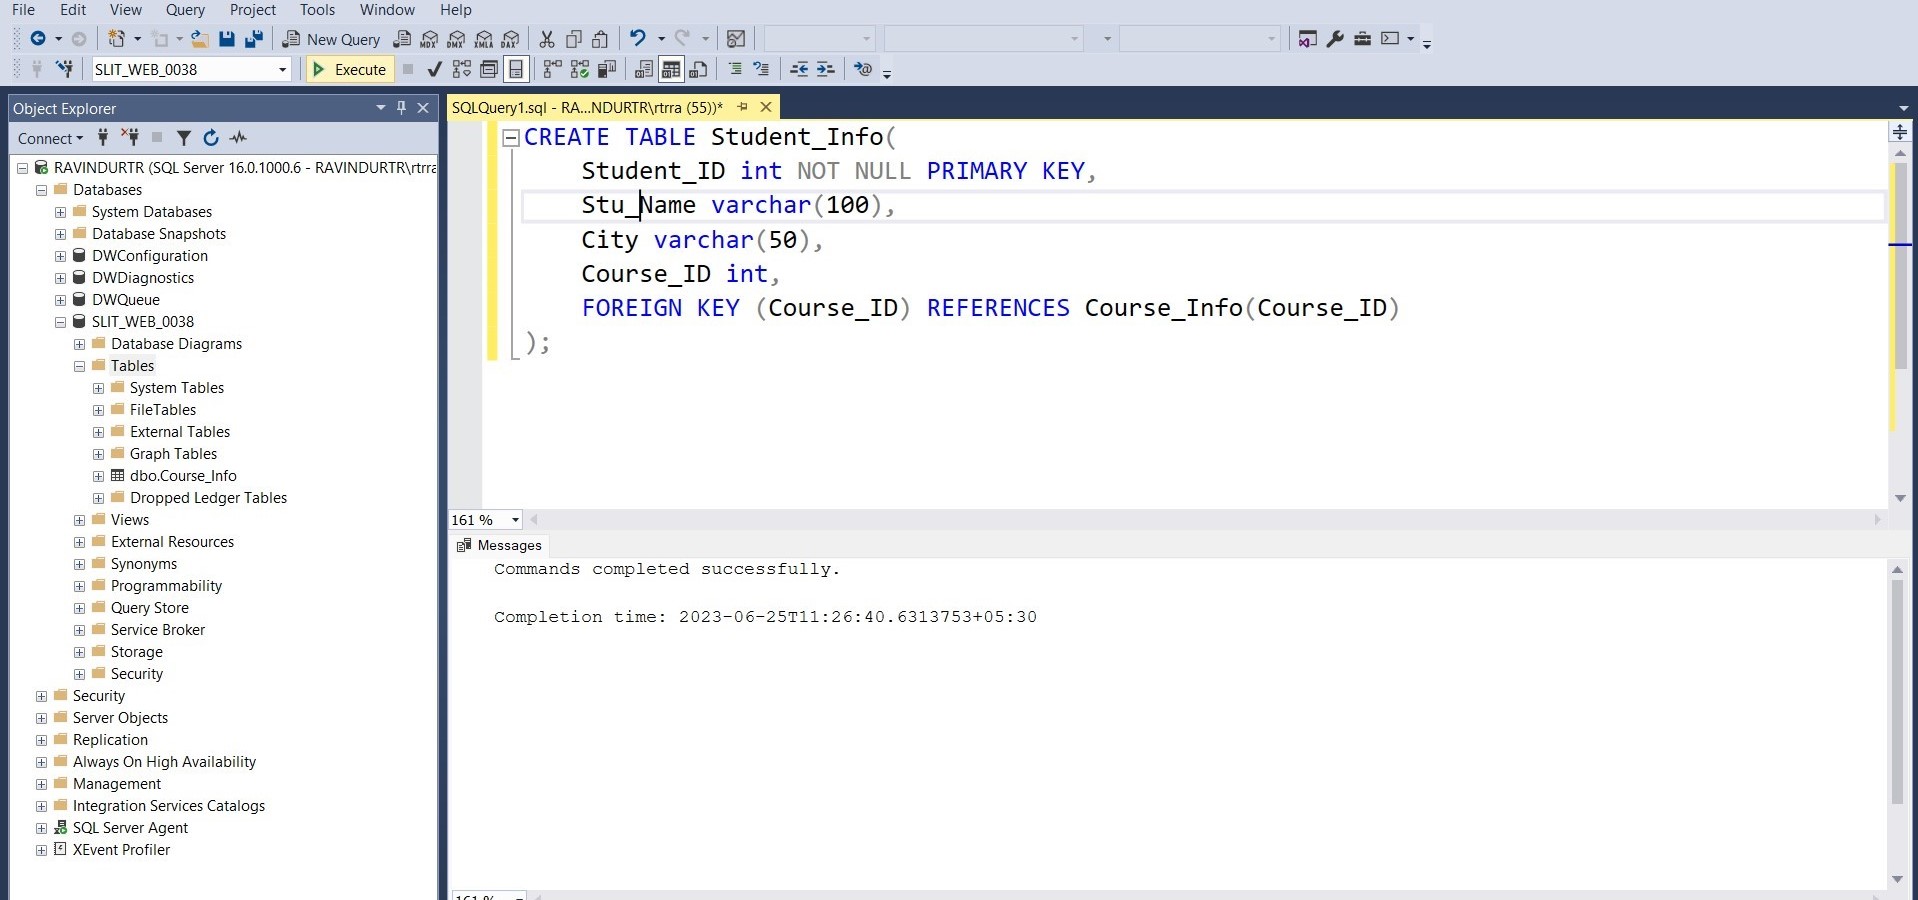 File Edit View Query Project Tools Window Help
New Query MDX DMX XMLA DAX
SLIT_WEB_0038 Execute
Object Explorer
Connect
RAVINDURTR (SQL Server 16.0.1000.6 - RAVINDURTR\rtrra
Databases
System Databases
Database Snapshots
DWConfiguration
DWDiagnostics
DWQueue
SLIT_WEB_0038
Database Diagrams
Tables
System Tables
FileTables
External Tables
Graph Tables
dbo.Course_Info
Dropped Ledger Tables
Views
External Resources
Synonyms
Programmability
Query Store
Service Broker
Storage
Security
Security
Server Objects
Replication
Always On High Availability
Management
Integration Services Catalogs
SQL Server Agent
XEvent Profiler
SQLQuery1.sql - RA...NDURTR\rtrra (55))*
CREATE TABLE Student_Info(
Student_ID int NOT NULL PRIMARY KEY,
Stu_Name varchar(100),
City varchar(50),
Course_ID int,
FOREIGN KEY (Course_ID) REFERENCES Course_Info(Course_ID)
);
161 %
Messages
Commands completed successfully.
Completion time: 2023-06-25T11:26:40.6313753+05:30
161 %